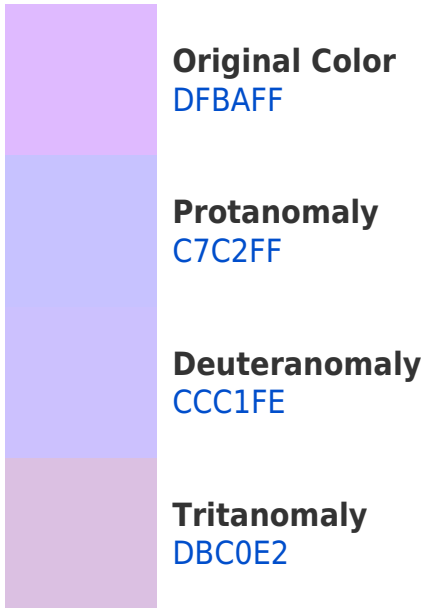 Original Color
DFBAFF
Protanomaly
C7C2FF
Deuteranomaly
CCC1FE
Tritanomaly
DBC0E2